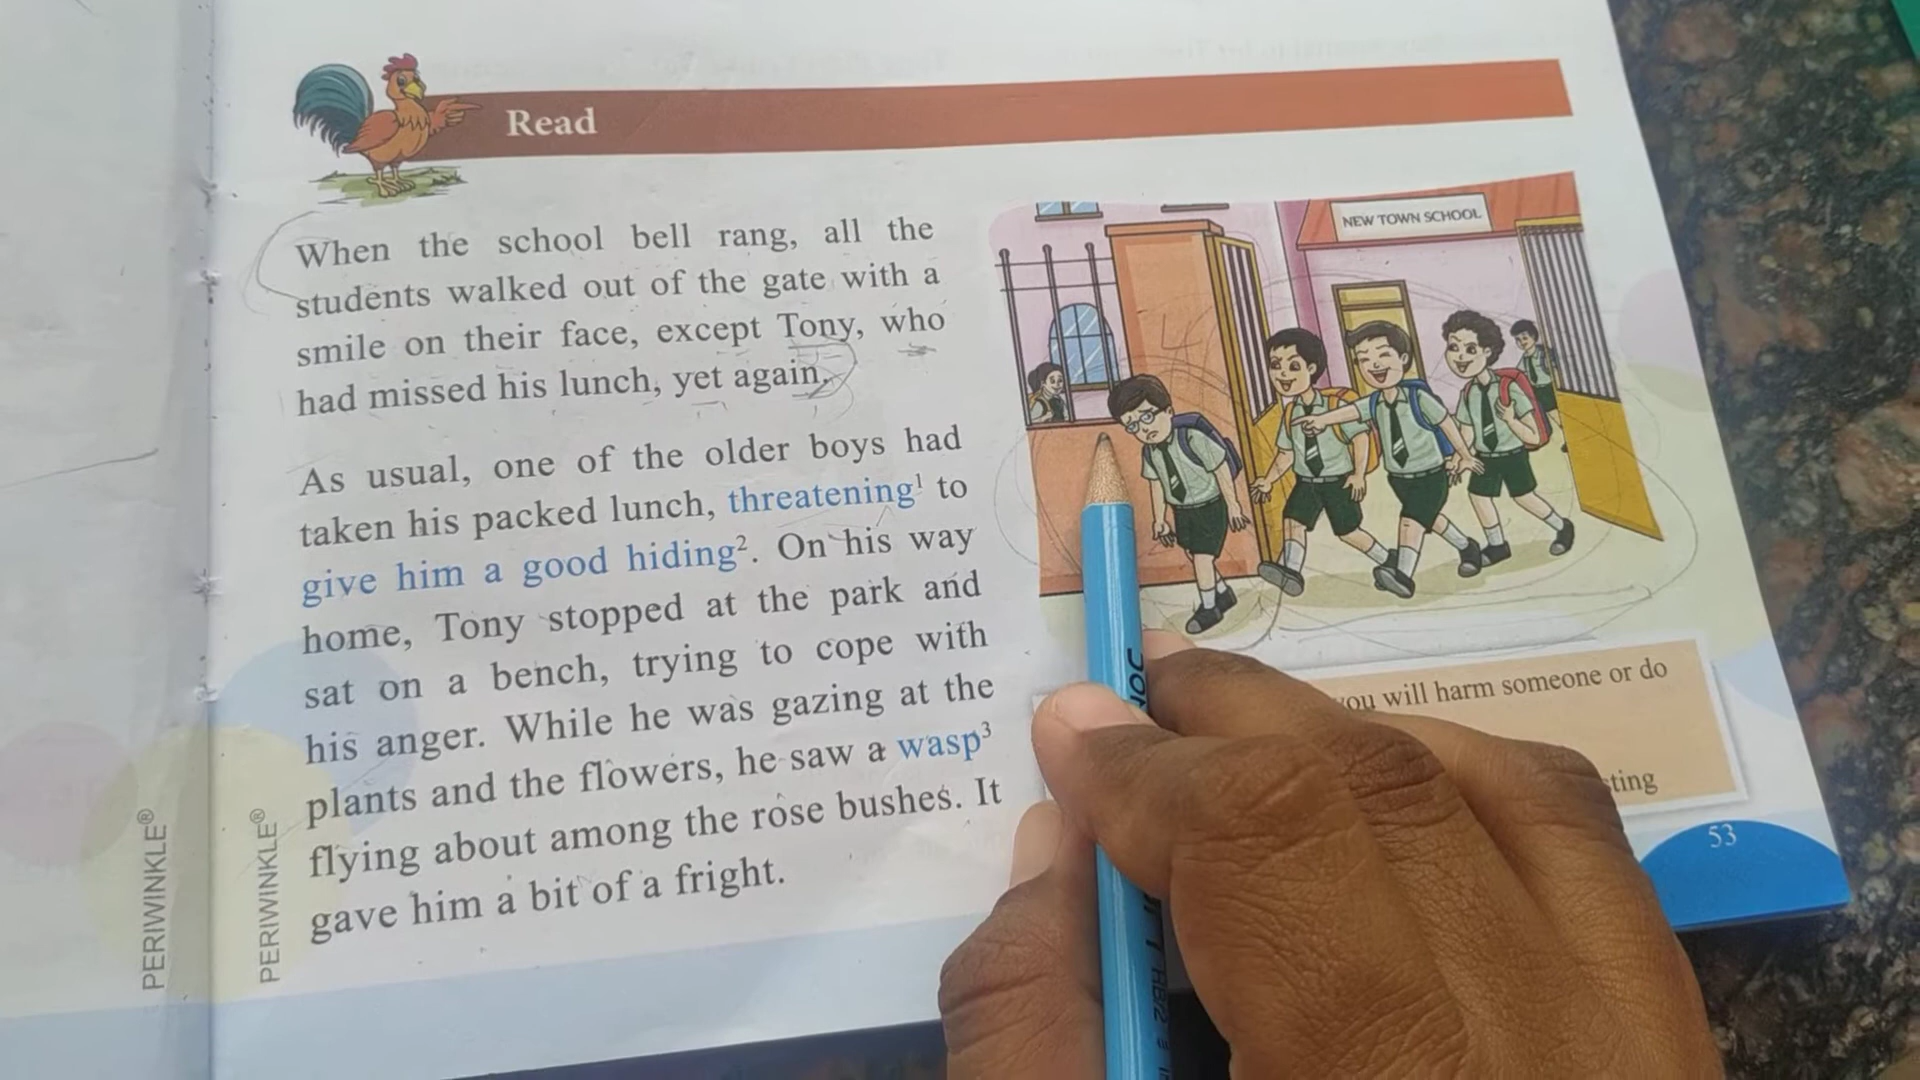 Read
When the school bell rang, all the
students walked out of the gate with a
smile on their face, except Tony, who
had missed his lunch, yet again.
As usual, one of the older boys had
taken his packed lunch, threatening¹ to
give him a good hiding². On his way
home, Tony stopped at the park and
sat on a bench, trying to cope with
his anger. While he was gazing at the
plants and the flowers, he saw a wasp³
flying about among the rose bushes. It
gave him a bit of a fright.
NEW TOWN SCHOOL
you will harm someone or do
53
PERIWINKLE®
PERIWINKLE®